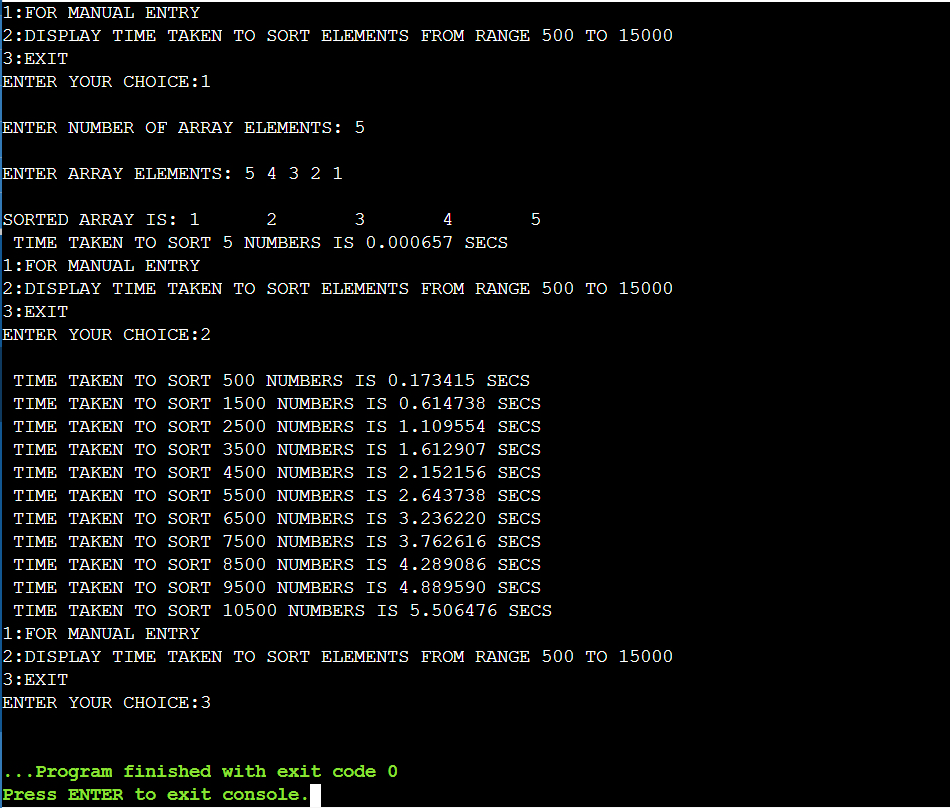 1:FOR MANUAL ENTRY
2:DISPLAY TIME TAKEN TO SORT ELEMENTS FROM RANGE 500 TO 15000
3:EXIT
ENTER YOUR CHOICE:1
ENTER NUMBER OF ARRAY ELEMENTS: 5
ENTER ARRAY ELEMENTS: 5 4 3 2 1
SORTED ARRAY IS: 1      2       3       4       5
 TIME TAKEN TO SORT 5 NUMBERS IS 0.000657 SECS
1:FOR MANUAL ENTRY
2:DISPLAY TIME TAKEN TO SORT ELEMENTS FROM RANGE 500 TO 15000
3:EXIT
ENTER YOUR CHOICE:2
 TIME TAKEN TO SORT 500 NUMBERS IS 0.173415 SECS
 TIME TAKEN TO SORT 1500 NUMBERS IS 0.614738 SECS
 TIME TAKEN TO SORT 2500 NUMBERS IS 1.109554 SECS
 TIME TAKEN TO SORT 3500 NUMBERS IS 1.612907 SECS
 TIME TAKEN TO SORT 4500 NUMBERS IS 2.152156 SECS
 TIME TAKEN TO SORT 5500 NUMBERS IS 2.643738 SECS
 TIME TAKEN TO SORT 6500 NUMBERS IS 3.236220 SECS
 TIME TAKEN TO SORT 7500 NUMBERS IS 3.762616 SECS
 TIME TAKEN TO SORT 8500 NUMBERS IS 4.289086 SECS
 TIME TAKEN TO SORT 9500 NUMBERS IS 4.889590 SECS
 TIME TAKEN TO SORT 10500 NUMBERS IS 5.506476 SECS
1:FOR MANUAL ENTRY
2:DISPLAY TIME TAKEN TO SORT ELEMENTS FROM RANGE 500 TO 15000
3:EXIT
ENTER YOUR CHOICE:3
...Program finished with exit code 0
Press ENTER to exit console.